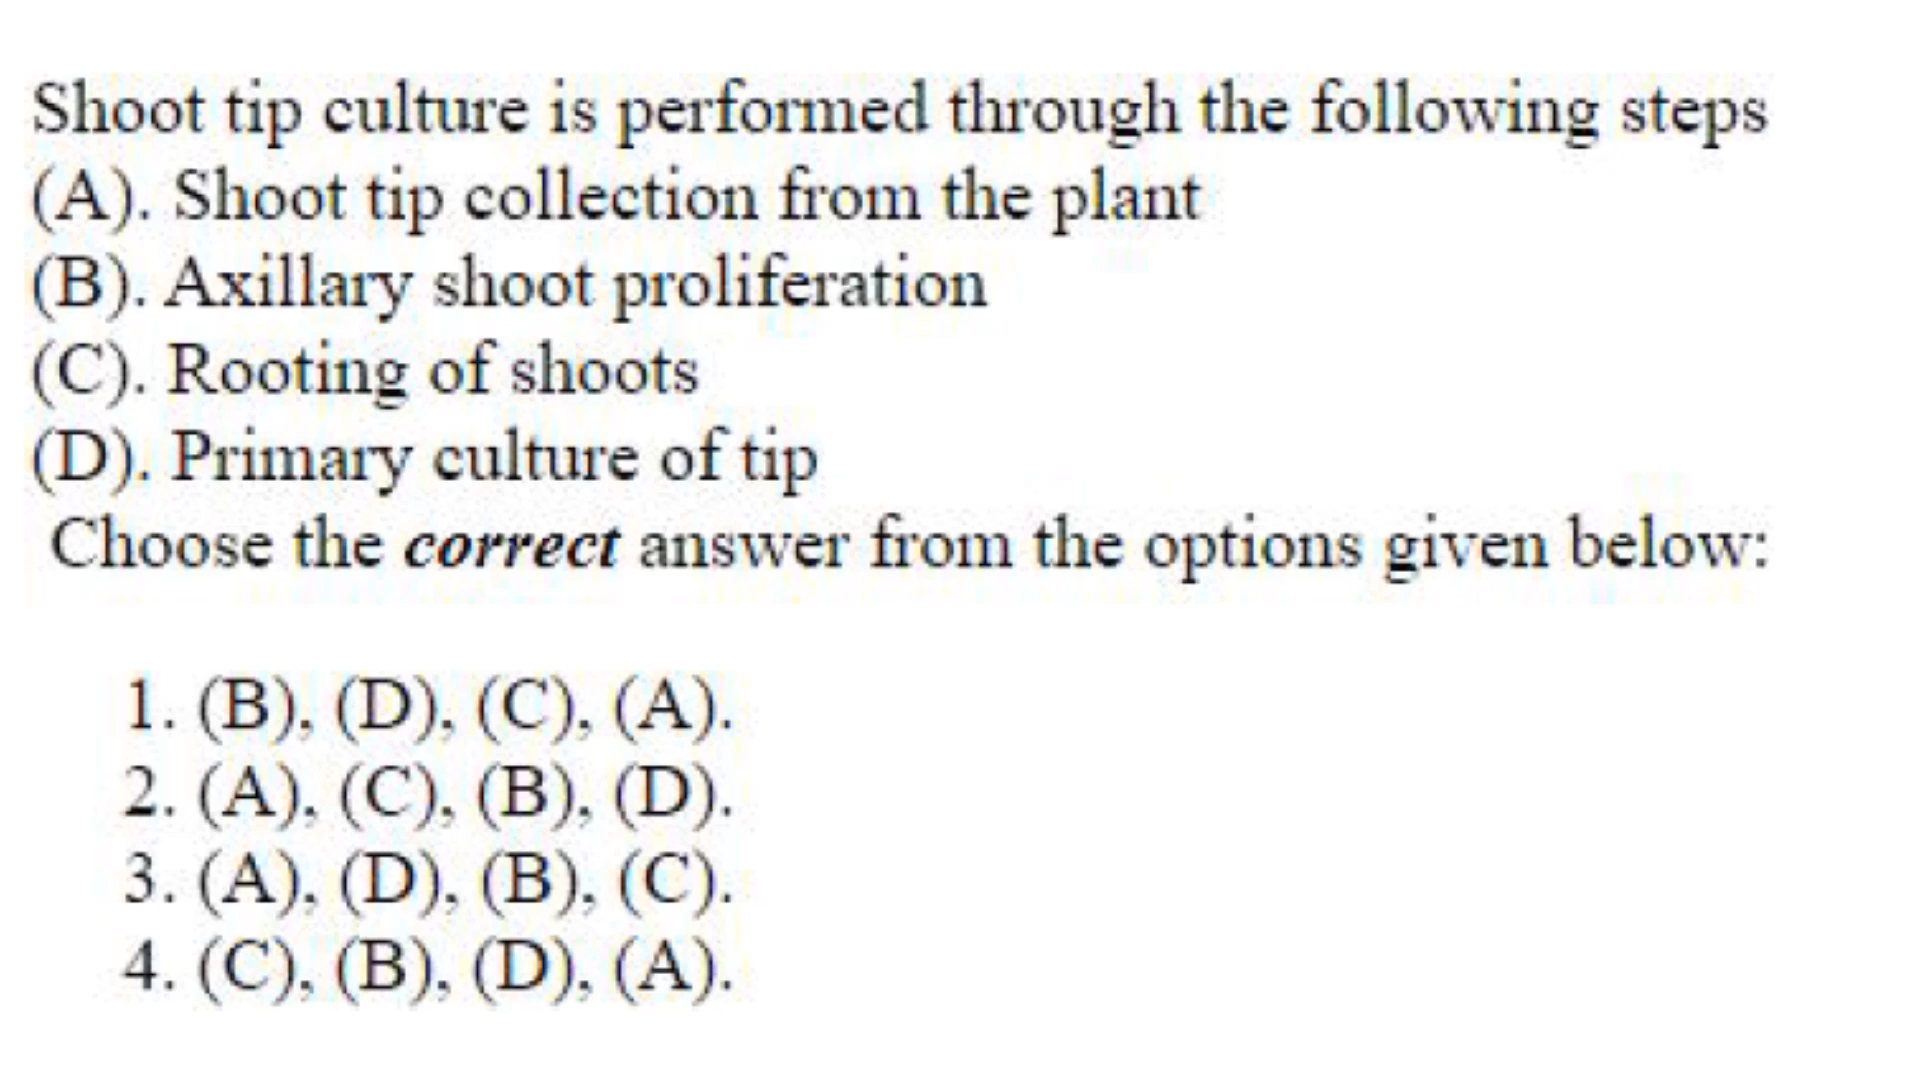 Shoot tip culture is performed through the following steps
(A). Shoot tip collection from the plant
(B). Axillary shoot proliferation
(C). Rooting of shoots
(D). Primary culture of tip
Choose the correct answer from the options given below:
1. (B), (D), (C), (A).
2. (A), (C), (B), (D).
3. (A), (D), (B), (C).
4. (C), (B), (D), (A).